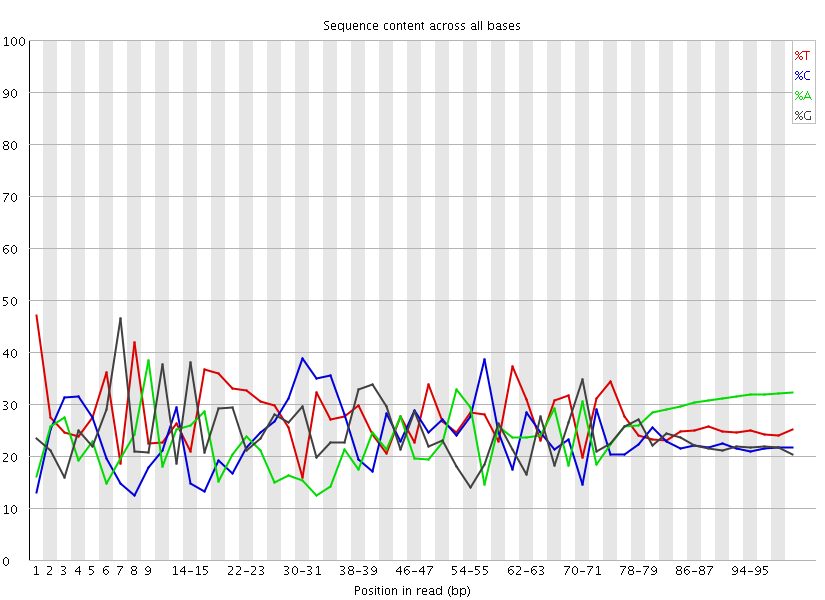 Sequence content across all bases
100
90
80
70
60
50
40
30
20
10
0
%T
%C
%A
%G
1 2 3 4 5 6 7 8 9 14-15 22-23 30-31 38-39 46-47 54-55 62-63 70-71 78-79 86-87 94-95
Position in read (bp)